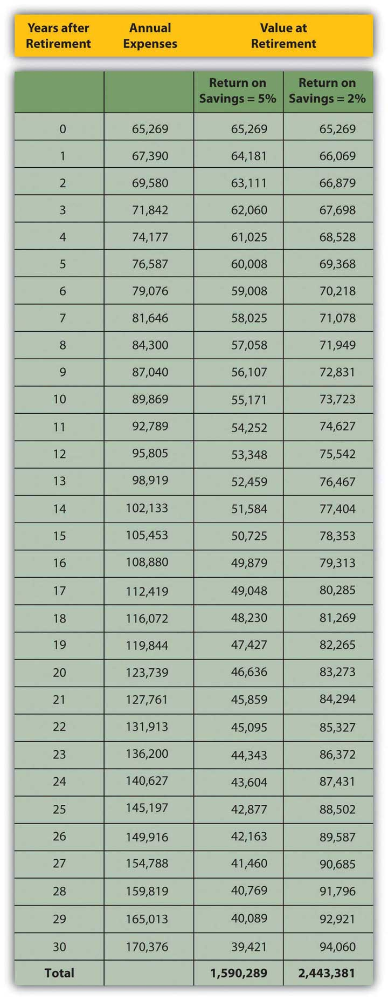 Years after Retirement Annual Expenses Value at Retirement
Return on Savings = 5% Return on Savings = 2%
0 65,269 65,269 65,269
1 67,390 64,181 66,069
2 69,580 63,111 66,879
3 71,842 62,060 67,698
4 74,177 61,025 68,528
5 76,587 60,008 69,368
6 79,076 59,008 70,218
7 81,646 58,025 71,078
8 84,300 57,058 71,949
9 87,040 56,107 72,831
10 89,869 55,171 73,723
11 92,789 54,252 74,627
12 95,805 53,348 75,542
13 98,919 52,459 76,467
14 102,133 51,584 77,404
15 105,453 50,725 78,353
16 108,880 49,879 79,313
17 112,419 49,048 80,285
18 116,072 48,230 81,269
19 119,844 47,427 82,265
20 123,739 46,636 83,273
21 127,761 45,859 84,294
22 131,913 45,095 85,327
23 136,200 44,343 86,372
24 140,627 43,604 87,431
25 145,197 42,877 88,502
26 149,916 42,163 89,587
27 154,788 41,460 90,685
28 159,819 40,769 91,796
29 165,013 40,089 92,921
30 170,376 39,421 94,060
Total 1,590,289 2,443,381